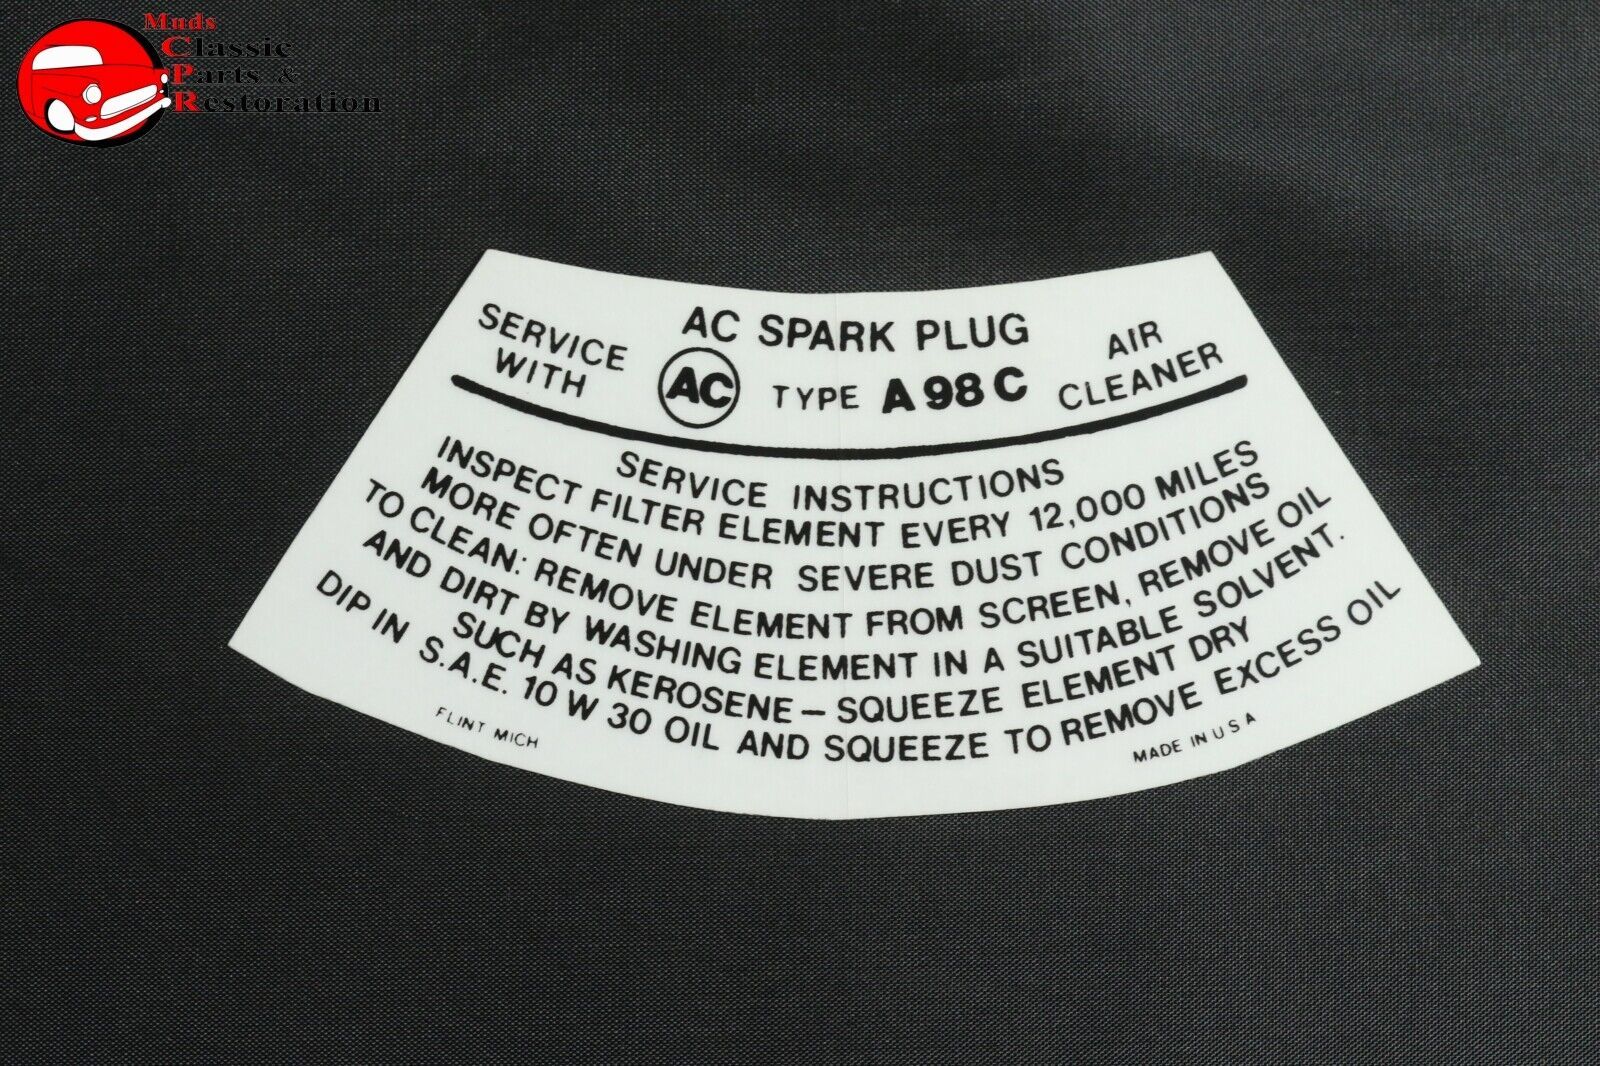 Muds
Classic
Parts &
Restoration
AC SPARK PLUG
SERVICE WITH
AC TYPE A98C
AIR CLEANER
SERVICE INSTRUCTIONS
INSPECT FILTER ELEMENT EVERY 12,000 MILES
MORE OFTEN UNDER SEVERE DUST CONDITIONS
TO CLEAN: REMOVE ELEMENT FROM SCREEN, REMOVE OIL
AND DIRT BY WASHING ELEMENT IN A SUITABLE SOLVENT.
SUCH AS KEROSENE – SQUEEZE ELEMENT DRY
DIP IN S.A.E. 10 W 30 OIL AND SQUEEZE TO REMOVE EXCESS OIL
FLINT MICH
MADE IN USA